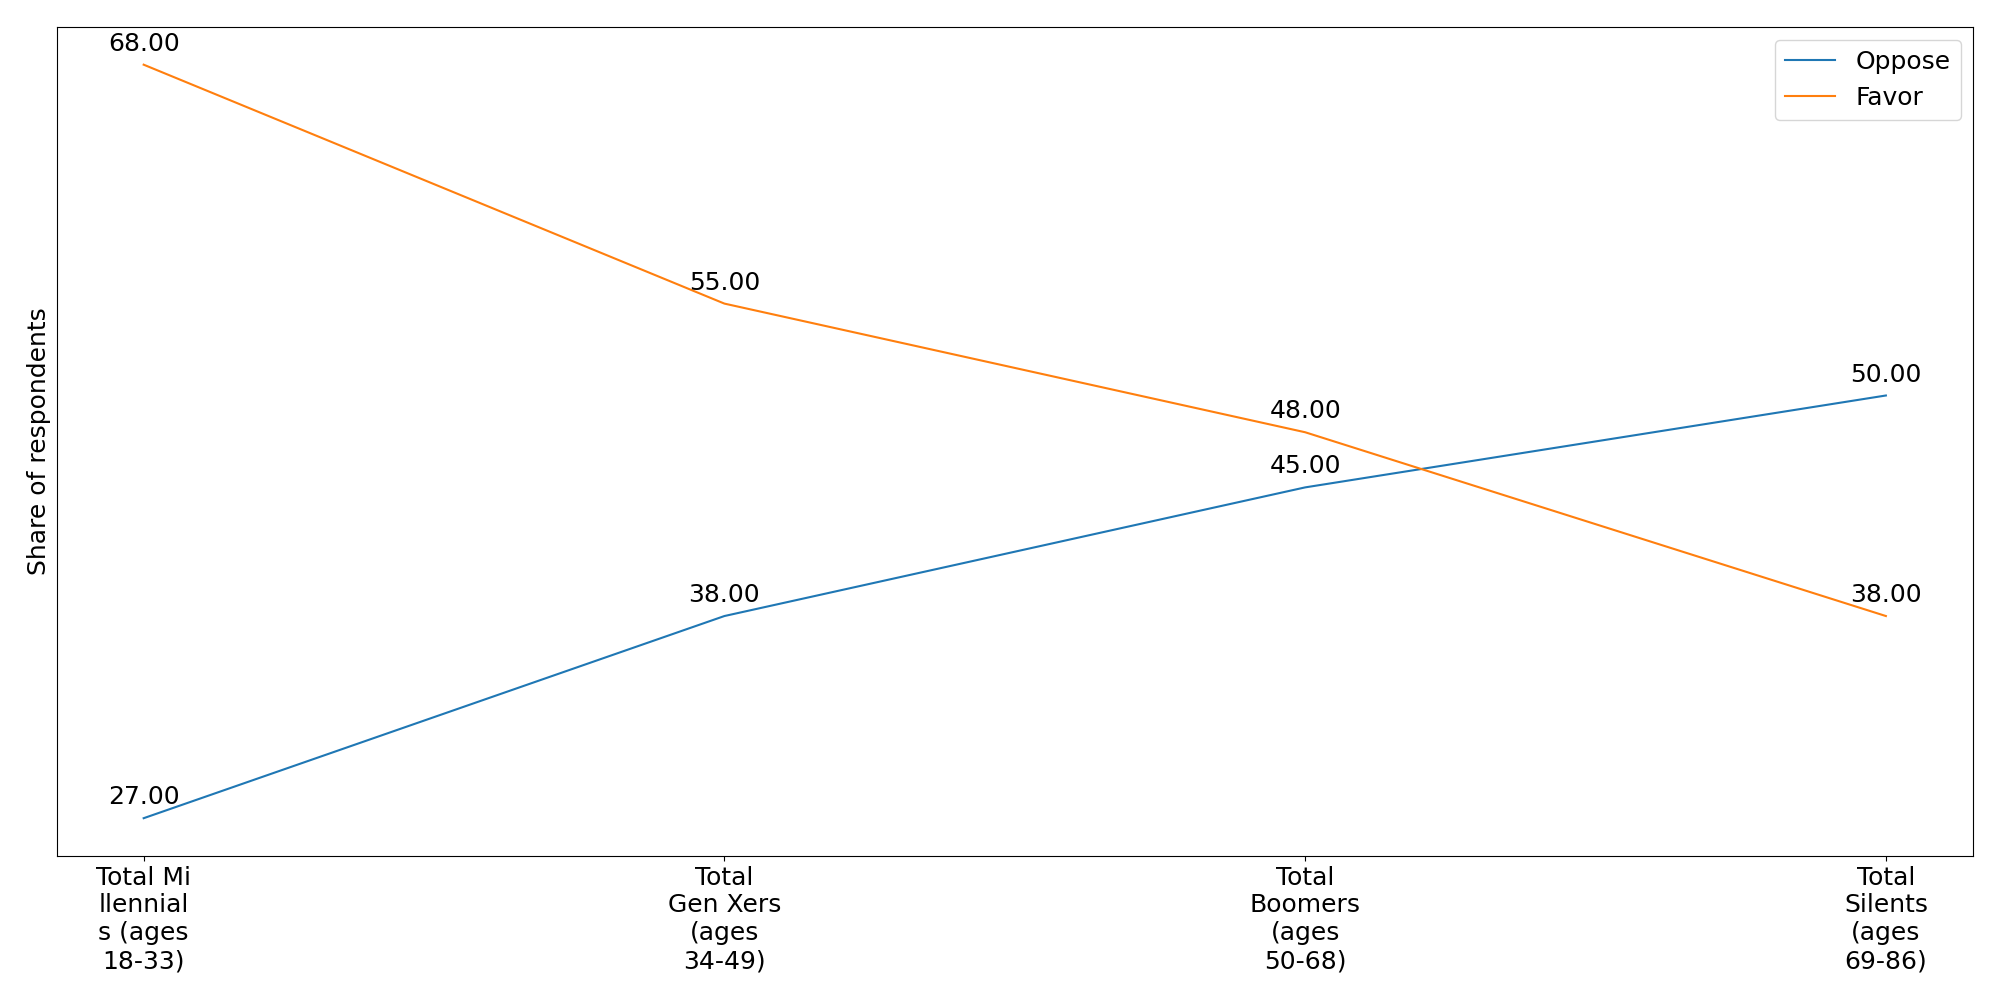 68.00
Oppose
Favor
55.00
50.00
48.00
45.00
38.00
38.00
27.00
Share of respondents
Total Mi
llennial
s (ages
18-33)
Total
Gen Xers
(ages
34-49)
Total
Boomers
(ages
50-68)
Total
Silents
(ages
69-86)